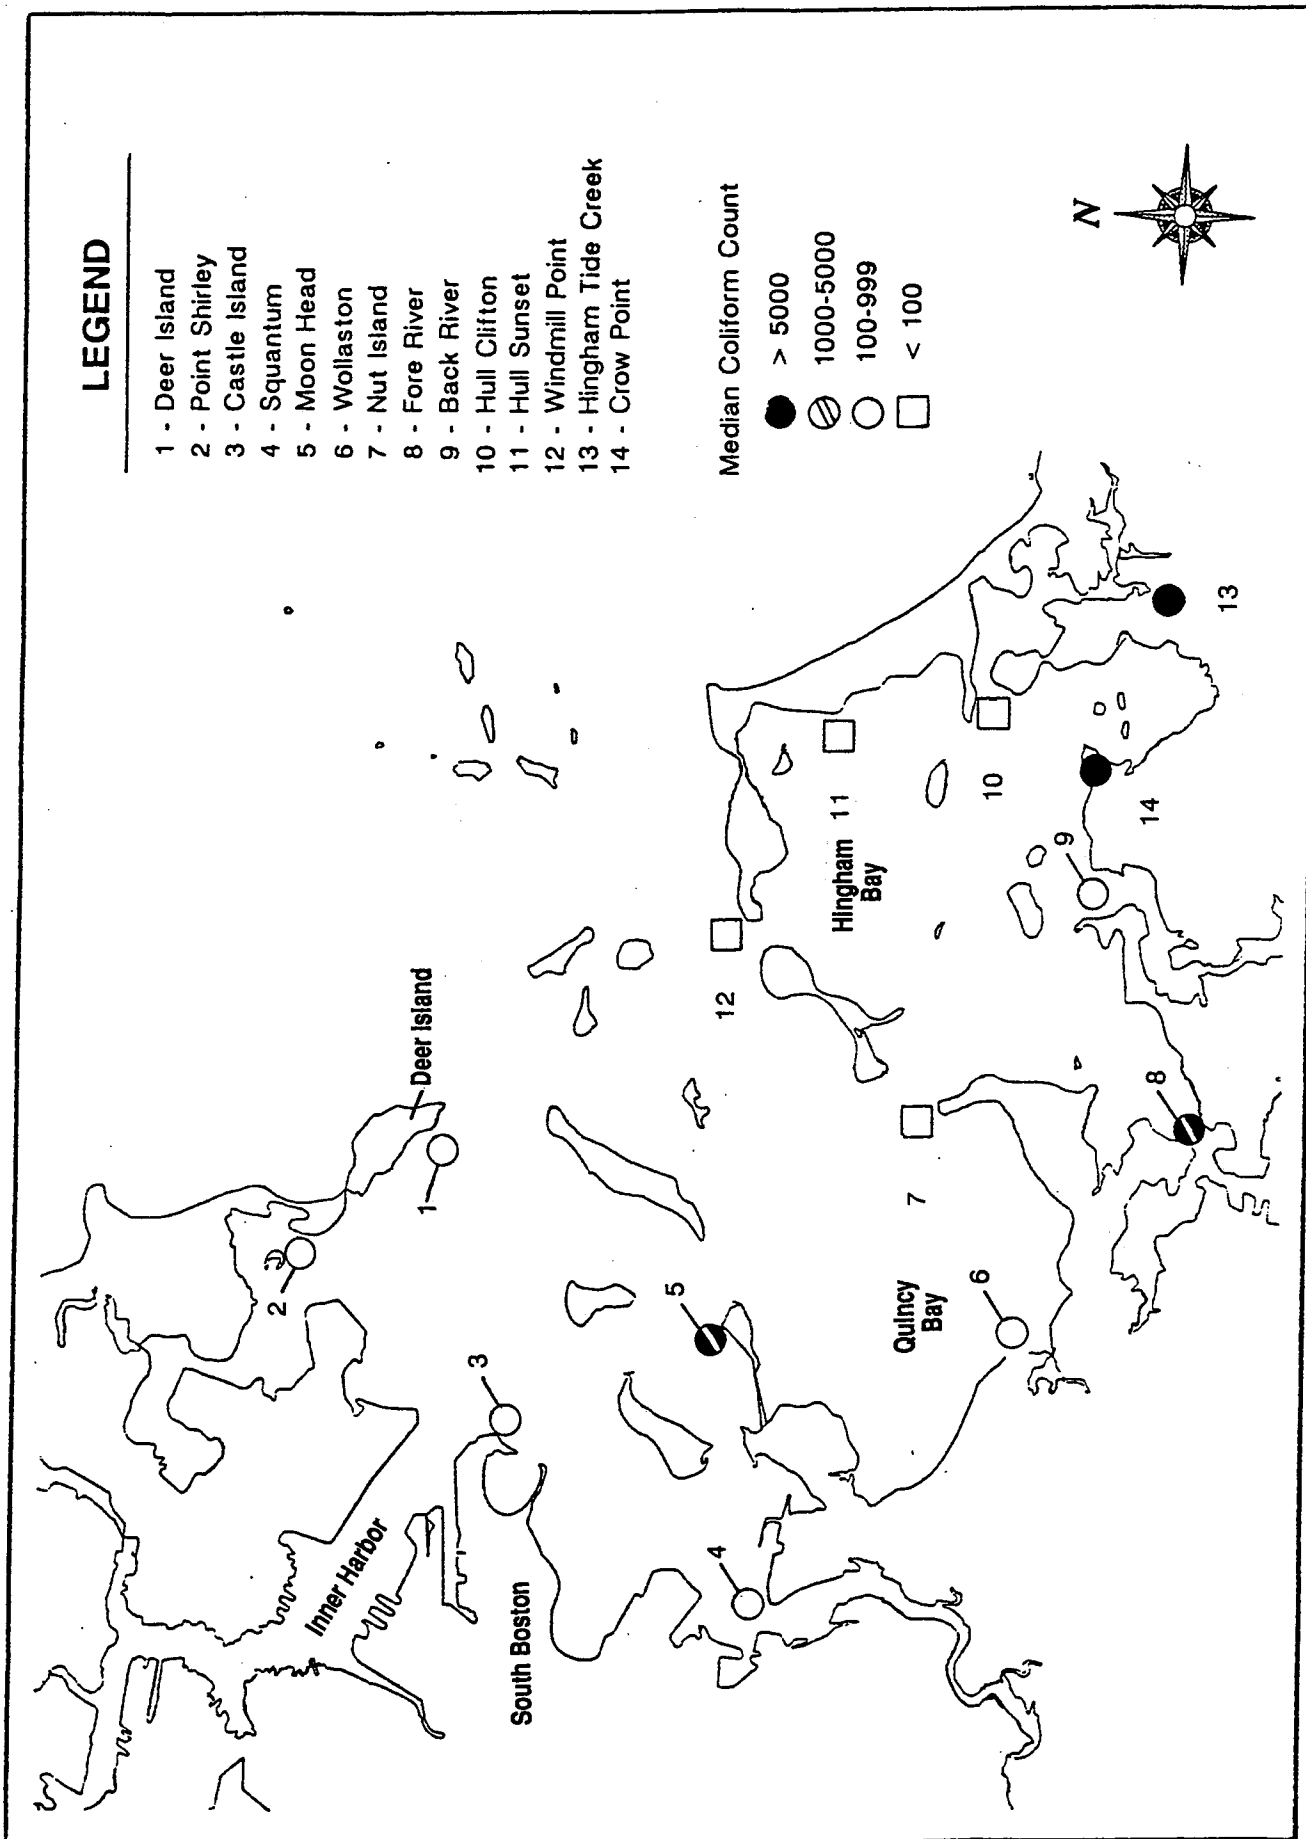 LEGEND
1 - Deer Island
2 - Point Shirley
3 - Castle Island
4 - Squantum
5 - Moon Head
6 - Wollaston
7 - Nut Island
8 - Fore River
9 - Back River
10 - Hull Clifton
11 - Hull Sunset
12 - Windmill Point
13 - Hingham Tide Creek
14 - Crow Point
Median Coliform Count
> 5000
1000-5000
100-999
< 100
N
Inner Harbor
South Boston
Deer Island
Quincy
Bay
Hingham
Bay
1
2
3
4
5
6
7
8
9
10
11
12
13
14